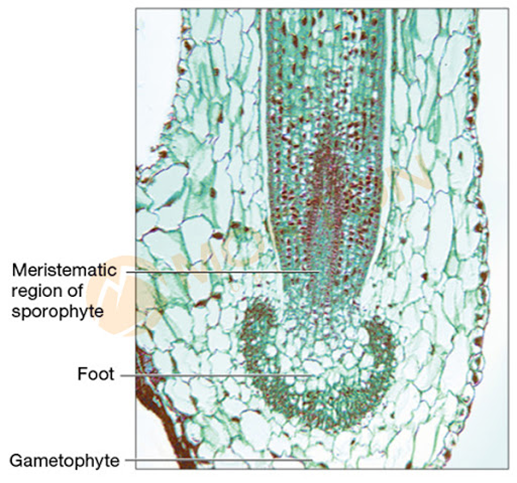 Meristematic
region of
sporophyte
Foot
Gametophyte